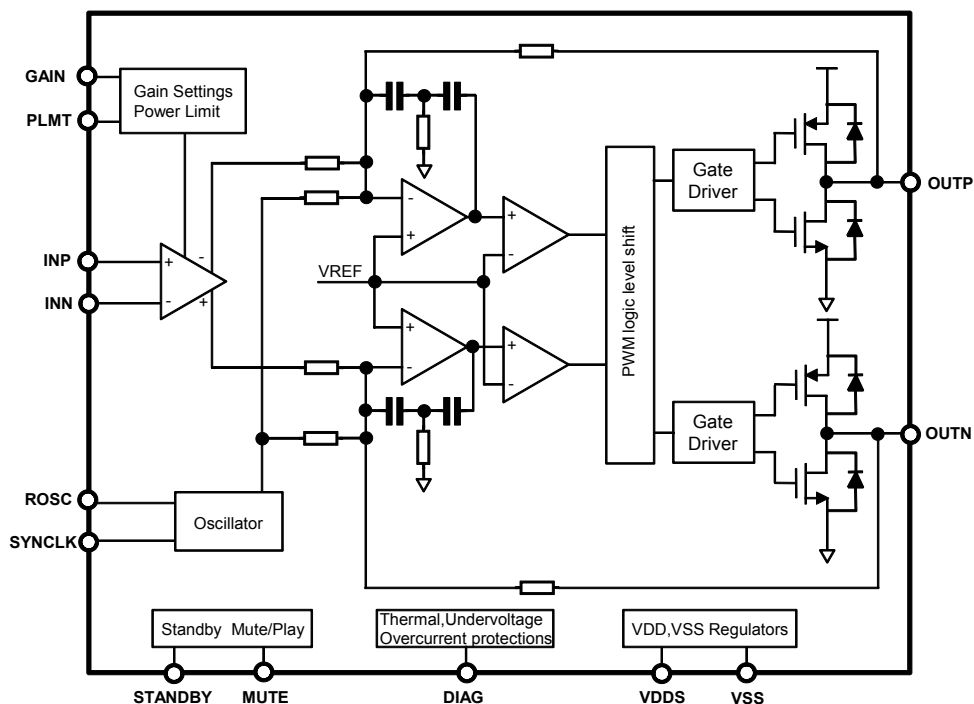 GAIN
PLMT
Gain Settings
Power Limit
INP
INN
+
-
-
+
-
+
+
-
VREF
+
-
+
-
PWM logic level shift
Gate
Driver
Gate
Driver
OUTP
OUTN
ROSC
SYNCLK
Oscillator
Standby Mute/Play
Thermal,Undervoltage
Overcurrent protections
VDD,VSS Regulators
STANDBY
MUTE
DIAG
VDDS
VSS